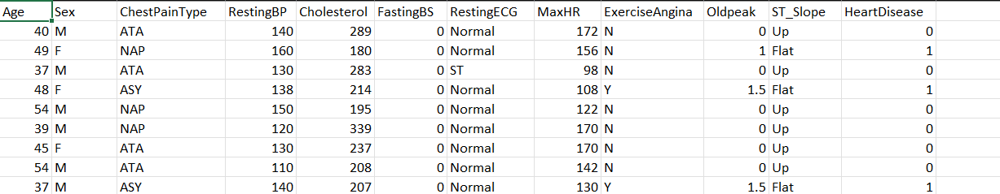 Age Sex ChestPainType RestingBP Cholesterol FastingBS RestingECG MaxHR ExerciseAngina Oldpeak ST_Slope HeartDisease
40 M ATA 140 289 0 Normal 172 N 0 Up 0
49 F NAP 160 180 0 Normal 156 N 1 Flat 1
37 M ATA 130 283 0 ST 98 N 0 Up 0
48 F ASY 138 214 0 Normal 108 Y 1.5 Flat 1
54 M NAP 150 195 0 Normal 122 N 0 Up 0
39 M NAP 120 339 0 Normal 170 N 0 Up 0
45 F ATA 130 237 0 Normal 170 N 0 Up 0
54 M ATA 110 208 0 Normal 142 N 0 Up 0
37 M ASY 140 207 0 Normal 130 Y 1.5 Flat 1